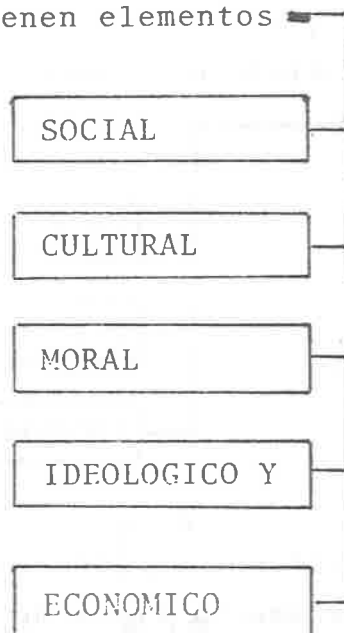 enen elementos
SOCIAL
CULTURAL
MORAL
IDEOLOGICO Y
ECONOMICO